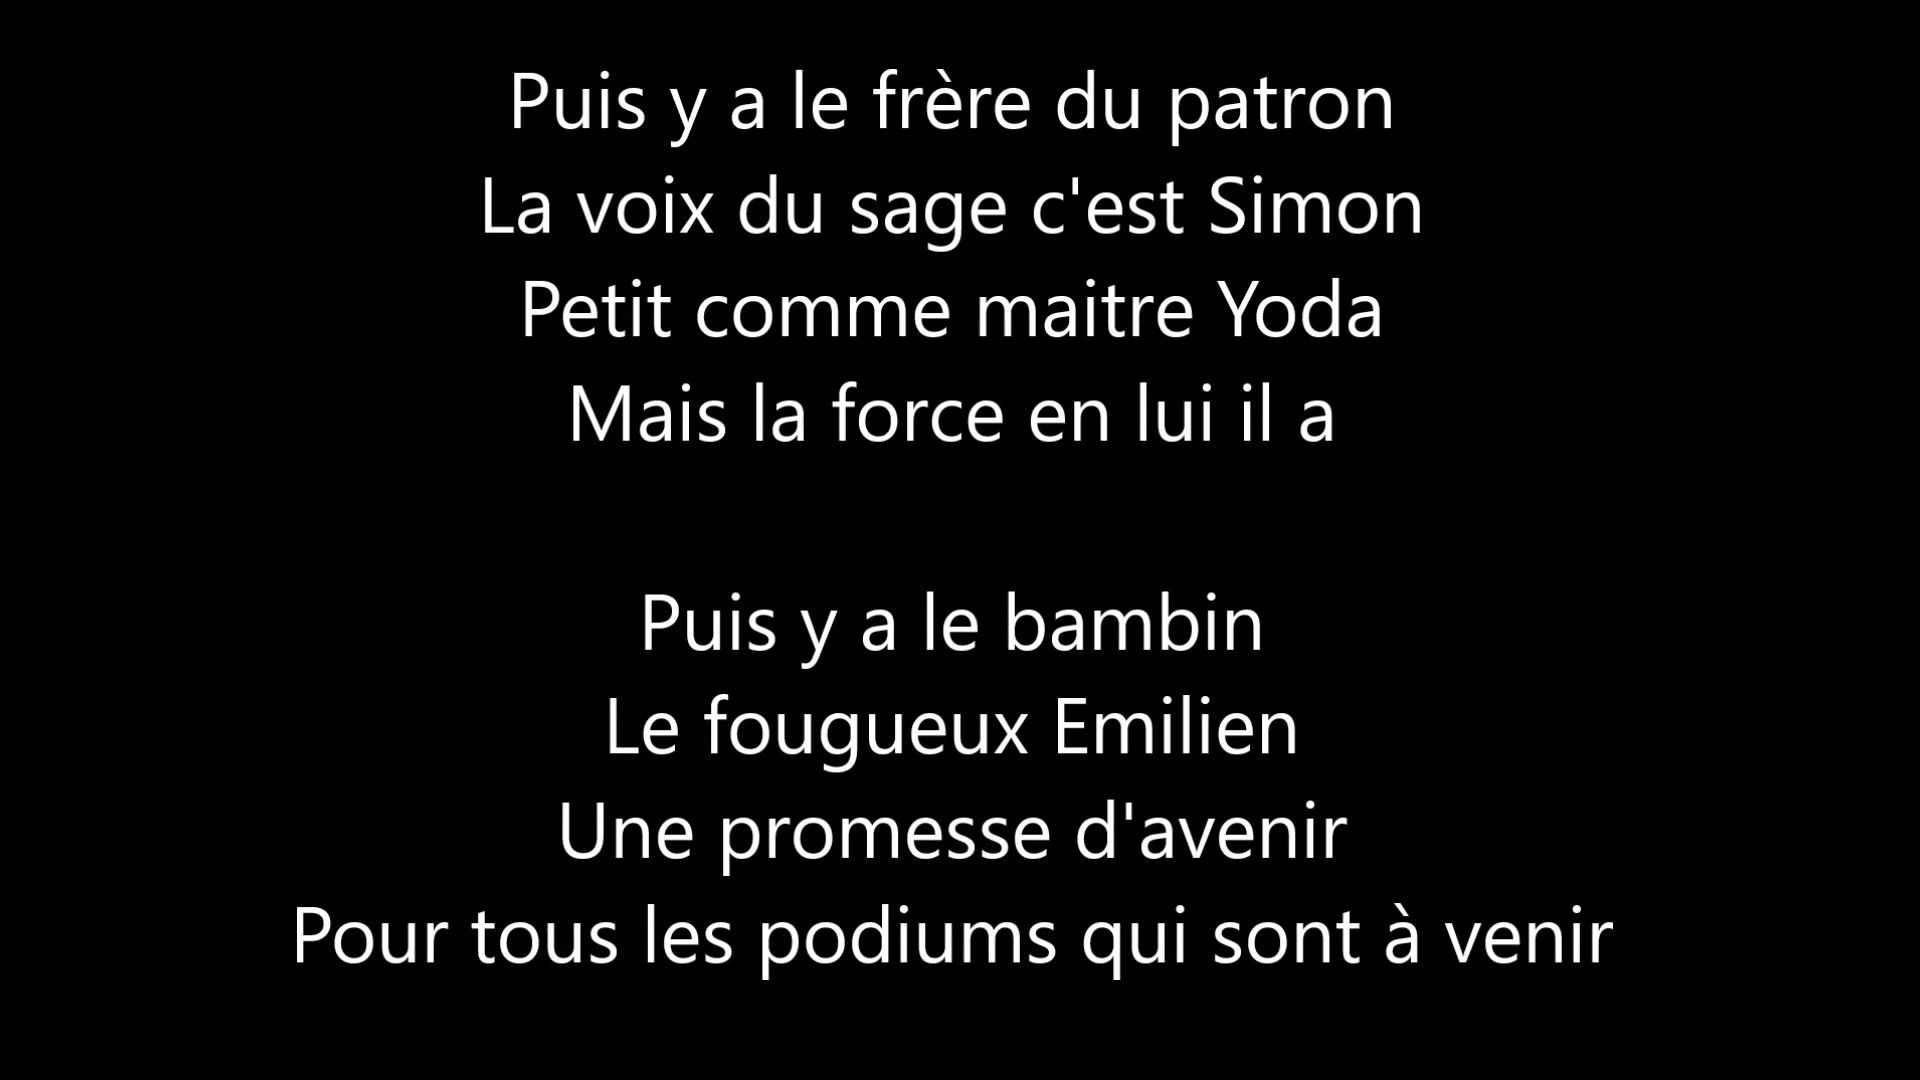 Puis y a le frère du patron
La voix du sage c'est Simon
Petit comme maitre Yoda
Mais la force en lui il a
Puis y a le bambin
Le fougueux Emilien
Une promesse d'avenir
Pour tous les podiums qui sont à venir